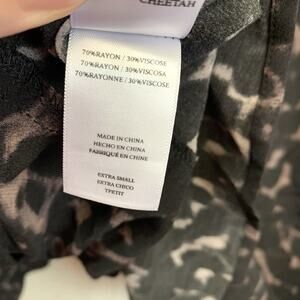 CHEETAH
70%RAYON / 30%VISCOSE
70%RAYON / 30%VISCOSA
70%RAYONNE / 30%VISCOSE
MADE IN CHINA
HECHO EN CHINA
FABRIQUÉ EN CHINE
EXTRA SMALL
EXTRA CHICO
TPETIT